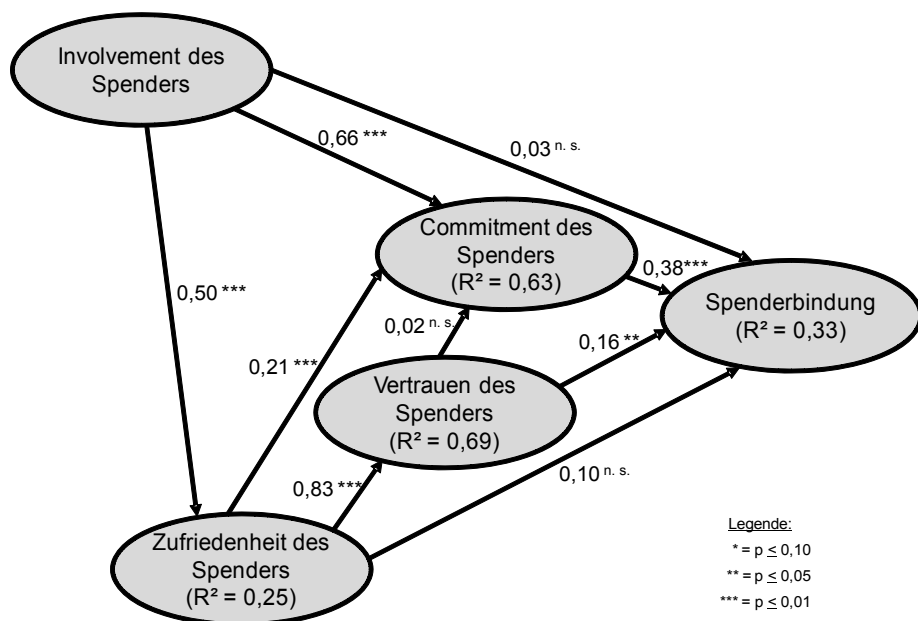 Involvement des
Spenders
0,66 ***
0,03 n. s.
Commitment des
Spenders
(R² = 0,63)
0,38***
0,50 ***
Spenderbindung
(R² = 0,33)
0,02 n. s.
0,16 **
0,21 ***
Vertrauen des
Spenders
(R² = 0,69)
0,83 ***
0,10 n. s.
Zufriedenheit des
Spenders
(R² = 0,25)
Legende:
* = p ≤ 0,10
** = p ≤ 0,05
*** = p ≤ 0,01